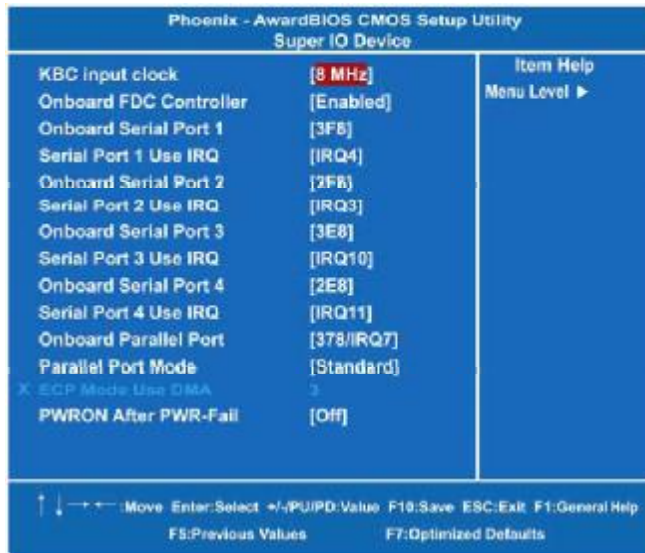 Phoenix - AwardBIOS CMOS Setup Utility
Super IO Device
KBC input clock [8 MHz]
Onboard FDC Controller [Enabled]
Onboard Serial Port 1 [3F8]
Serial Port 1 Use IRQ [IRQ4]
Onboard Serial Port 2 [2F8]
Serial Port 2 Use IRQ [IRQ3]
Onboard Serial Port 3 [3E8]
Serial Port 3 Use IRQ [IRQ10]
Onboard Serial Port 4 [2E8]
Serial Port 4 Use IRQ [IRQ11]
Onboard Parallel Port [378/IRQ7]
Parallel Port Mode [Standard]
X ECP Mode Use DMA 3
PWRON After PWR-Fail [Off]
Item Help
Menu Level ►
↑ ↓ → ← :Move Enter:Select +/-/PU/PD:Value F10:Save ESC:Exit F1:General Help
F5:Previous Values F7:Optimized Defaults